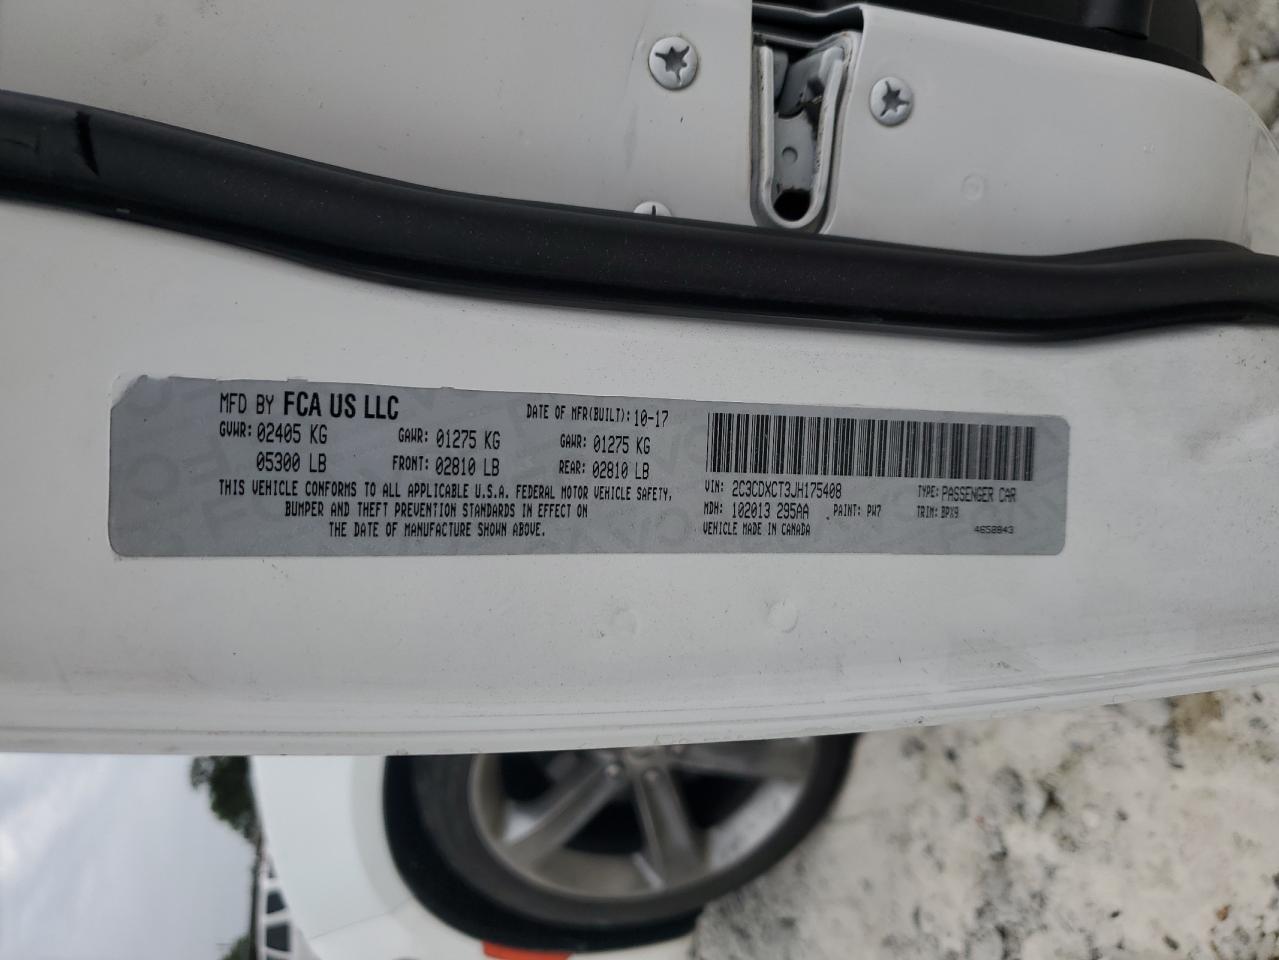 MFD BY FCA US LLC DATE OF MFR(BUILT): 10-17
GVWR: 02405 KG GAWR: 01275 KG GAWR: 01275 KG
05300 LB FRONT: 02810 LB REAR: 02810 LB
THIS VEHICLE CONFORMS TO ALL APPLICABLE U.S.A. FEDERAL MOTOR VEHICLE SAFETY,
BUMPER AND THEFT PREVENTION STANDARDS IN EFFECT ON
THE DATE OF MANUFACTURE SHOWN ABOVE.
VIN: 2C3CDXCT3JH175408 TYPE: PASSENGER CAR
MDH: 102013 295AA PAINT: PW7 TRIM: BPX9
VEHICLE MADE IN CANADA 4658843